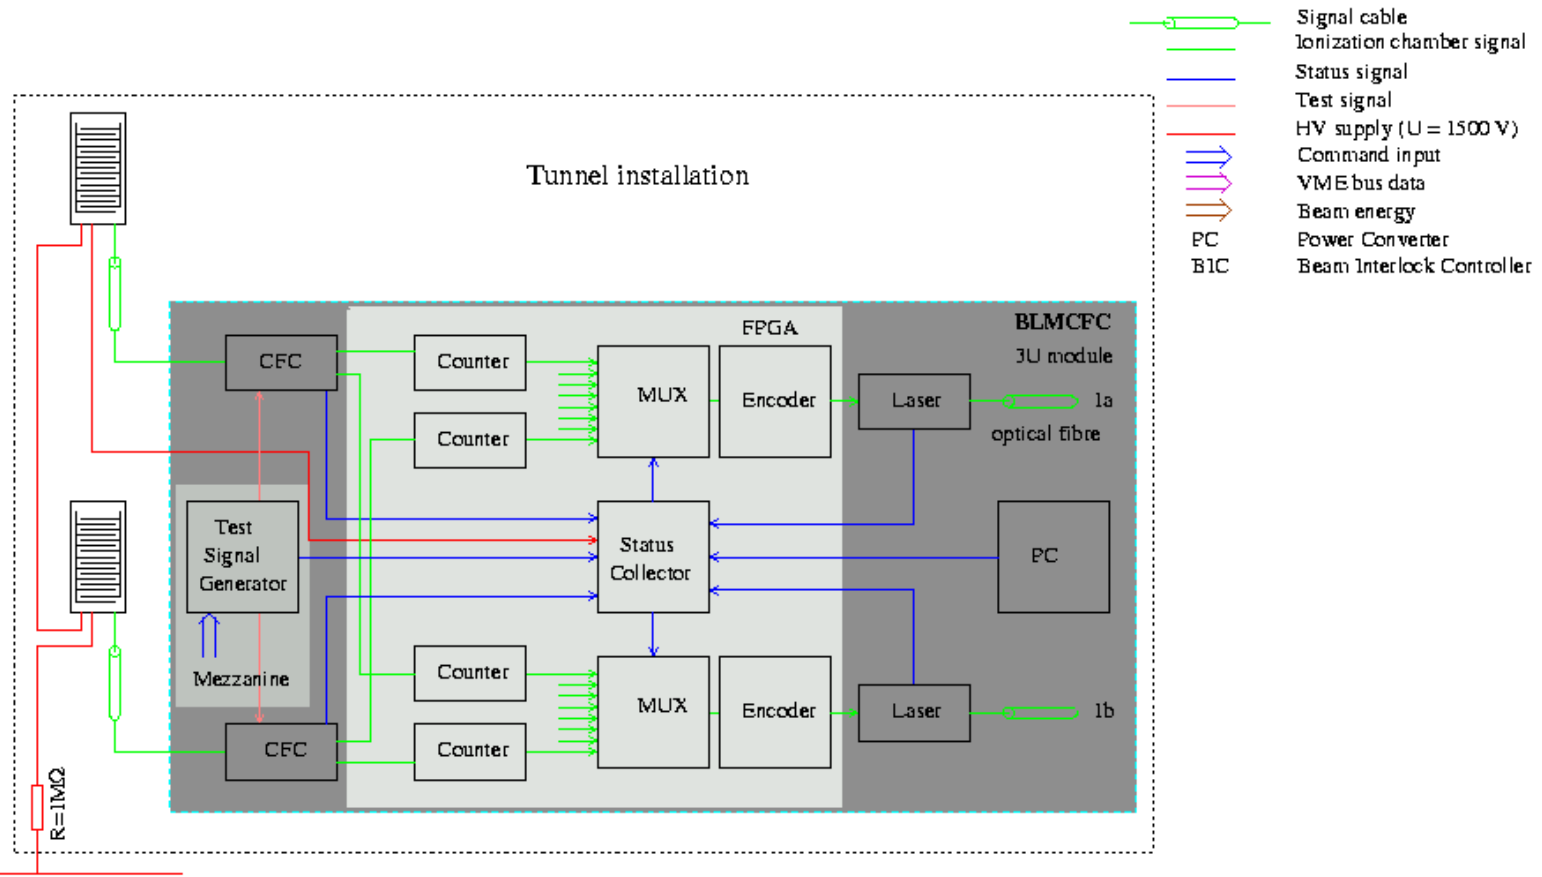 Signal cable
Ionization chamber signal
Status signal
Test signal
HV supply (U = 1500 V)
Command input
VME bus data
Beam energy
PC Power Converter
BIC Beam Interlock Controller
Tunnel installation
FPGA
BLMCFC
3U module
CFC
Counter
MUX
Encoder
Laser
1a
optical fibre
Counter
Test
Signal
Generator
Status
Collector
PC
Mezzanine
Counter
MUX
Encoder
Laser
1b
CFC
Counter
R=1MΩ